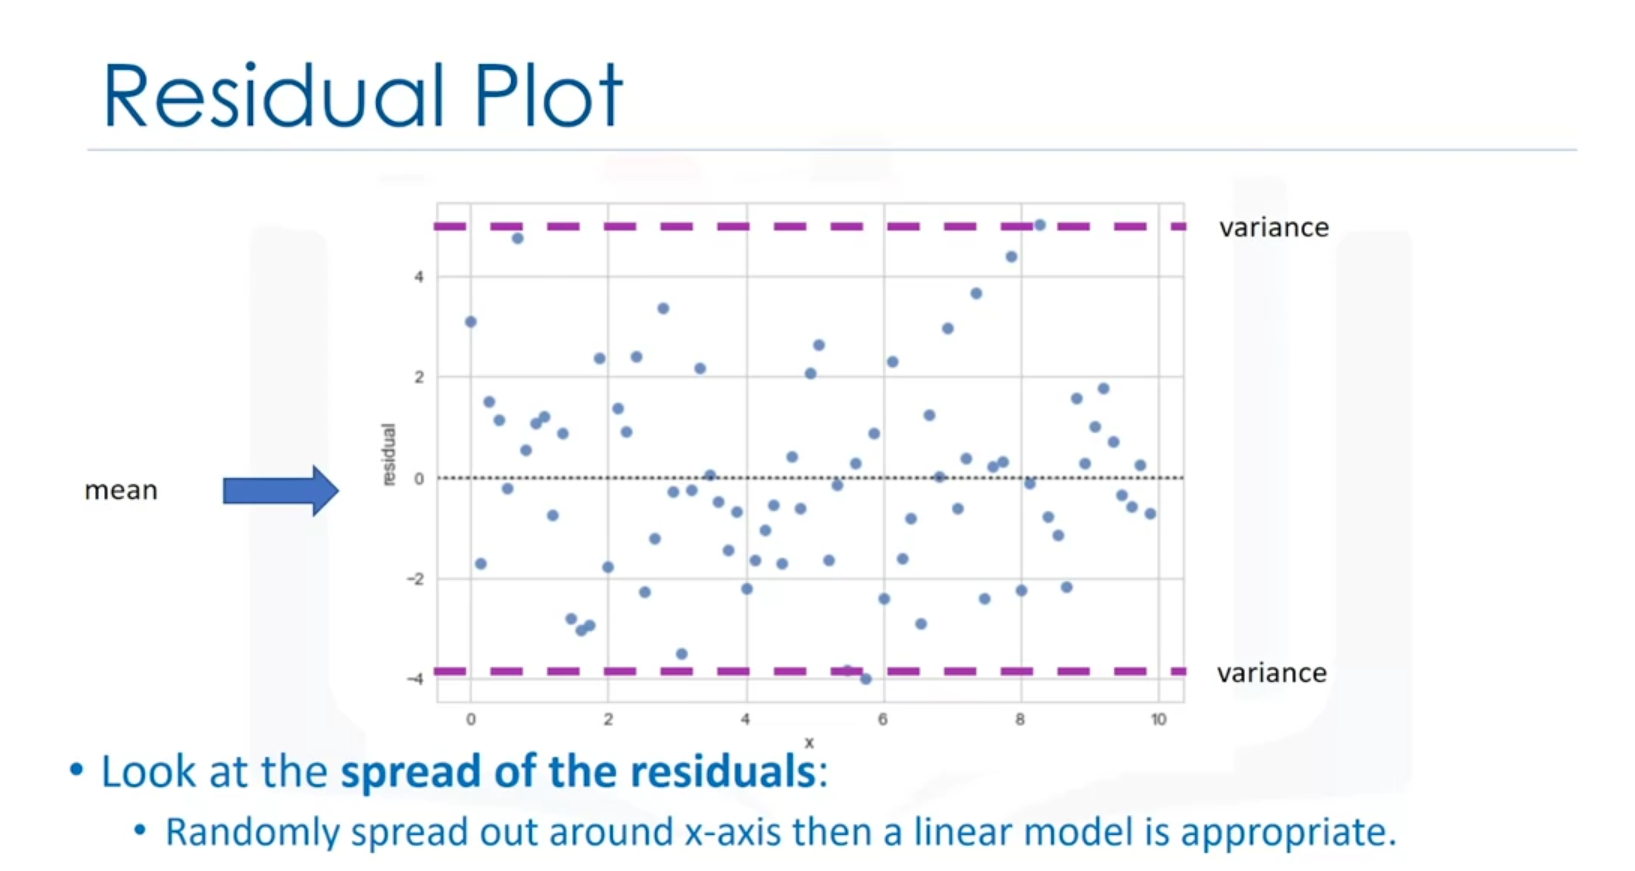 Residual Plot
variance
4
2
residual
0
mean
−2
−4
variance
0 2 4 6 8 10
x
• Look at the spread of the residuals:
• Randomly spread out around x-axis then a linear model is appropriate.